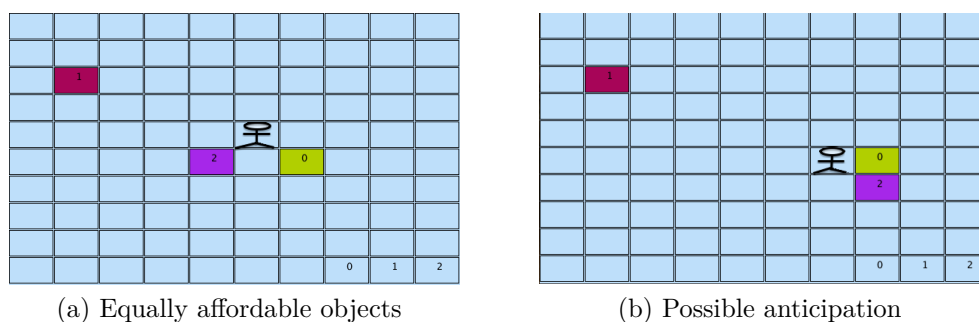 1
2 0
0 1 2
(a) Equally affordable objects
1
0
2
0 1 2
(b) Possible anticipation